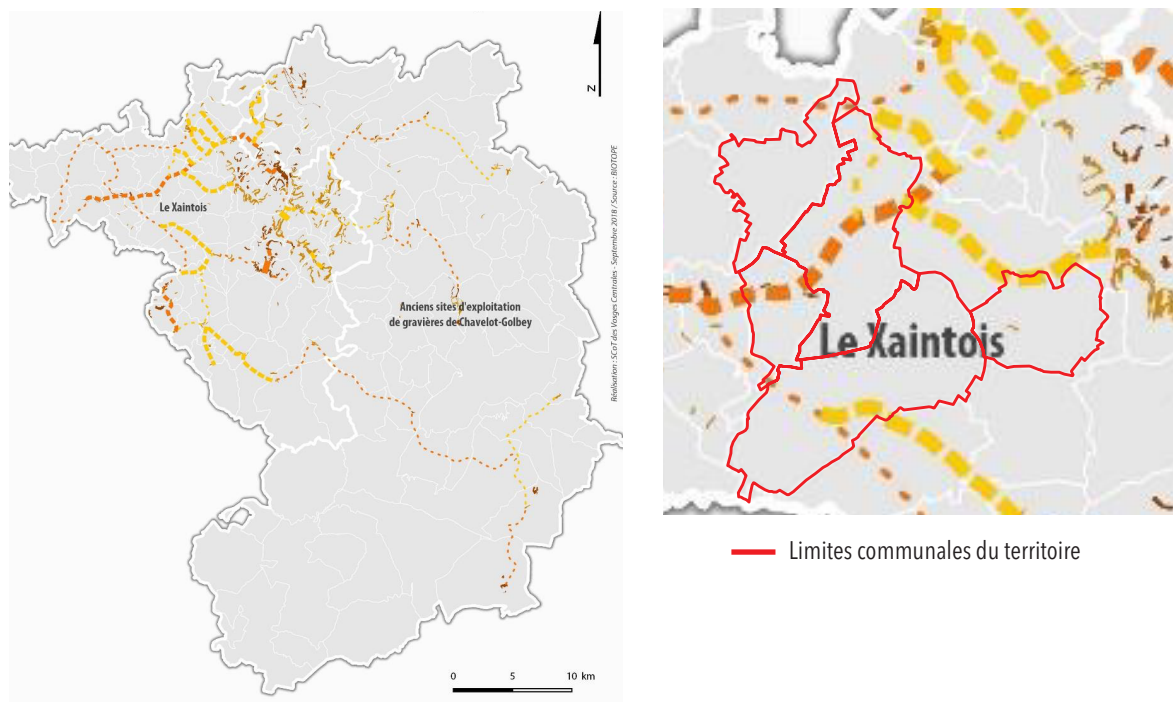 N
Le Xaintois
Anciens sites d'exploitation
de gravières de Chavelot-Golbey
Réalisation : SCoT des Vosges Centrales - Septembre 2018 / Source : BIOTOPE
0 5 10 km
Le Xaintois
Limites communales du territoire